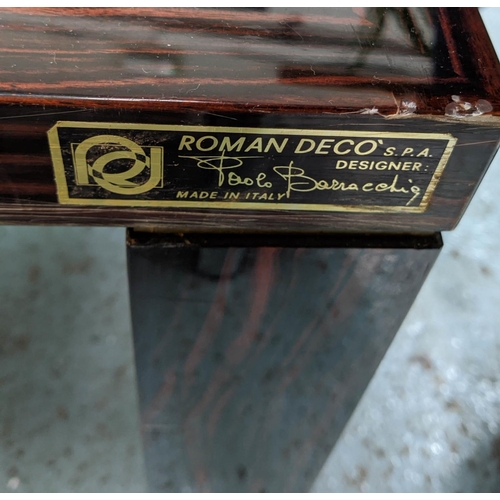 ROMAN DECO' S.P.A.
DESIGNER:
Paolo Barracchia
MADE IN ITALY